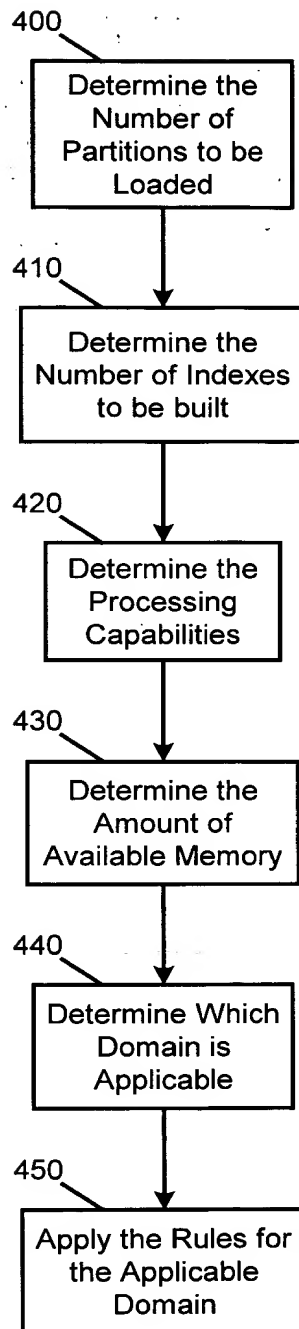 400
Determine the
Number of
Partitions to be
Loaded
410
Determine the
Number of Indexes
to be built
420
Determine the
Processing
Capabilities
430
Determine the
Amount of
Available Memory
440
Determine Which
Domain is
Applicable
450
Apply the Rules for
the Applicable
Domain